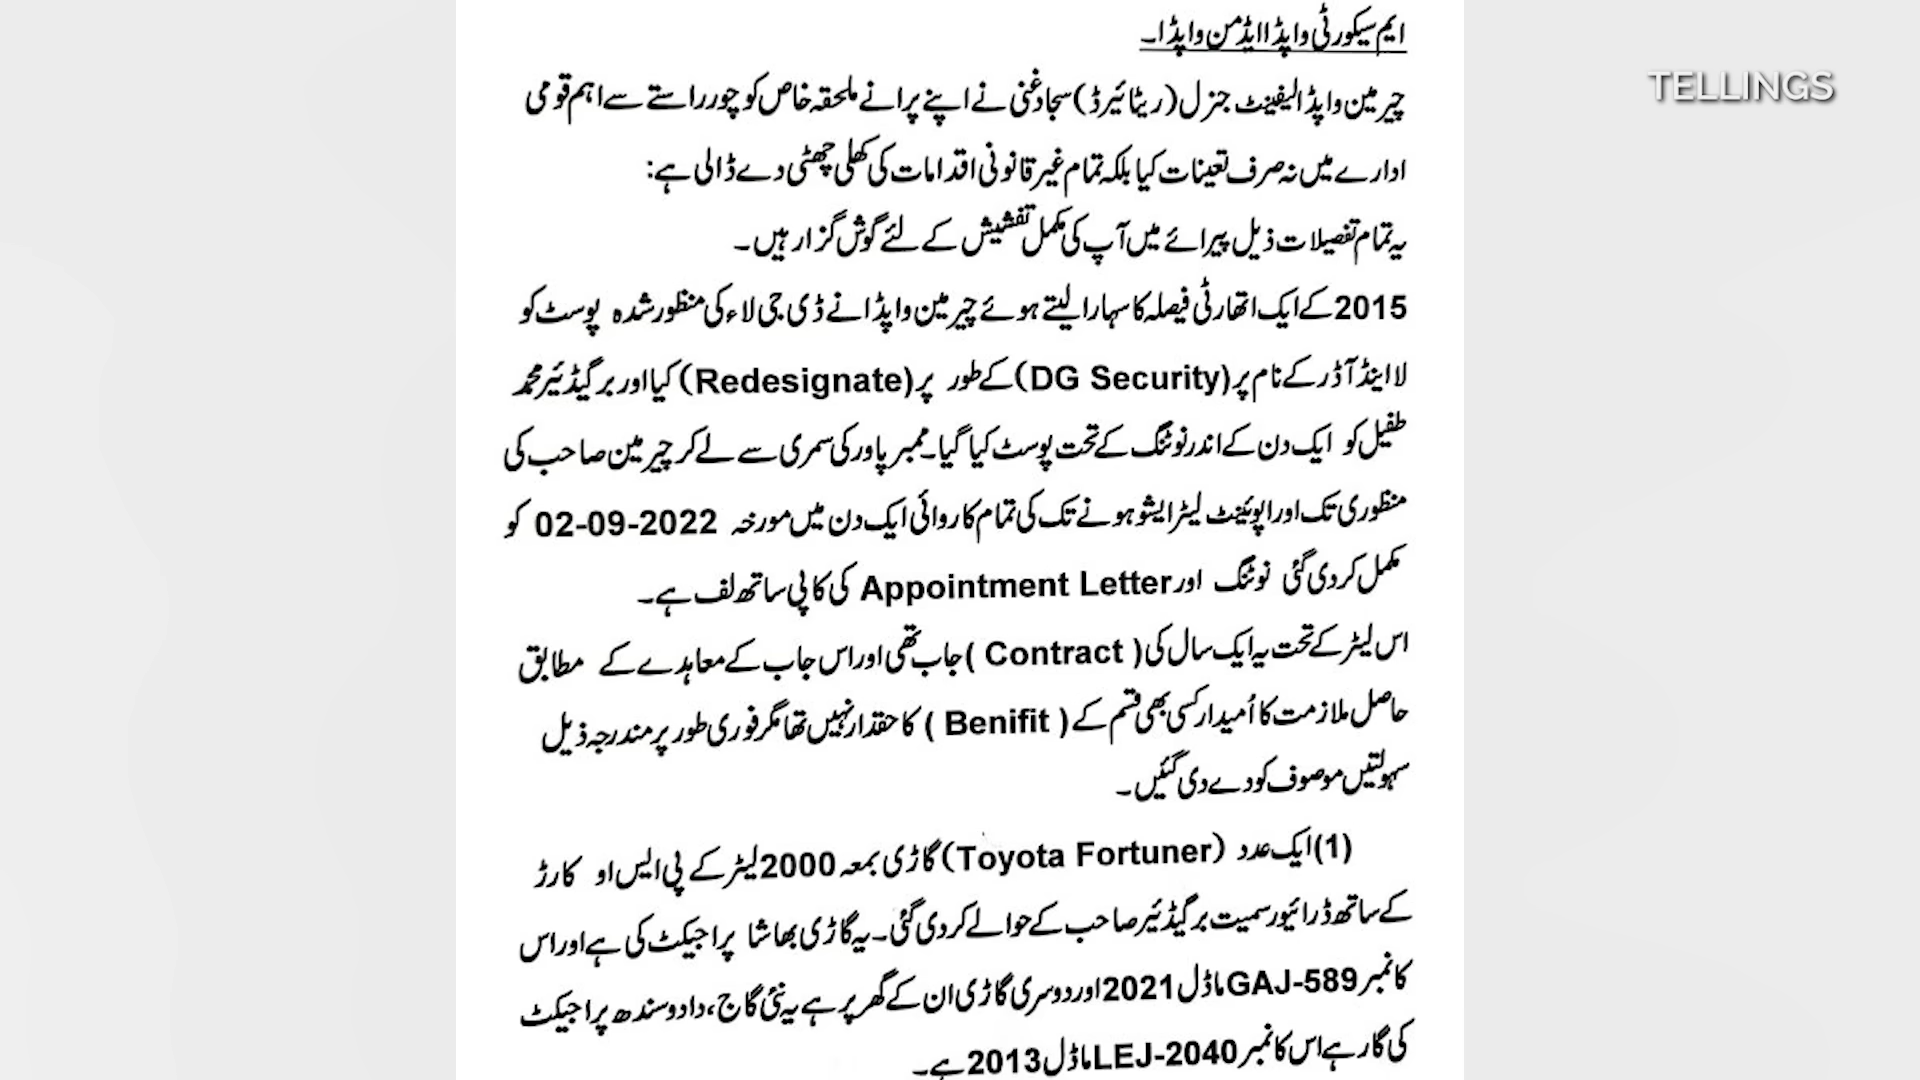 ایم سیکورٹی واپڈا ایڈمن واپڈا۔
TELLINGS
چیرمین واپڈا لیفینٹ جنرل (ریٹائیرڈ) سجاد غنی نے اپنے پرانے ملحقہ خاص کو چور راستے سے اہم قومی
ادارے میں نہ صرف تعینات کیا بلکہ تمام غیر قانونی اقدامات کی کھلی چھٹی دے ڈالی ہے:
یہ تمام تفصیلات ذیل پیرائے میں آپ کی مکمل تفشیش کے لئے گوش گزار ہیں۔
2015 کے ایک اتھارٹی فیصلہ کا سہارا لیتے ہوئے چیرمین واپڈا نے ڈی جی لاء کی منظور شدہ پوسٹ کو
لا اینڈ آڈر کے نام پر (DG Security) کے طور پر (Redesignate) کیا اور برگیڈئیر محمد
طفیل کو ایک دن کے اندر نوٹنگ کے تحت پوسٹ کیا گیا۔ ممبر پاور کی سمری سے لے کر چیرمین صاحب کی
منظوری تک اور اپوئینٹ لیٹر ایشو ہونے تک کی تمام کاروائی ایک دن میں مورخہ 02-09-2022 کو
مکمل کر دی گئی نوٹنگ اور Appointment Letter کی کاپی ساتھ لف ہے۔
اس لیٹر کے تحت یہ ایک سال کی ( Contract ) جاب تھی اور اس جاب کے معاہدے کے مطابق
حاصل ملازمت کا اُمیدار کسی بھی قسم کے ( Benifit ) کا حقدار نہیں تھا مگر فوری طور پر مندرجہ ذیل
سہولتیں موصوف کو دے دی گئیں۔
(1) ایک عدد (Toyota Fortuner) گاڑی بمعہ 2000 لیٹر کے پی ایس او کارڑ
کے ساتھ ڈرائیور سمیت برگیڈئیر صاحب کے حوالے کر دی گئی۔ یہ گاڑی بھاشا پراجیکٹ کی ہے اور اس
کا نمبر GAJ-589 ماڈل 2021 اور دوسری گاڑی ان کے گھر پر ہے یہ نئی گاج، دادو سندھ پراجیکٹ
کی گار ہے اس کا نمبر LEJ-2040 ماڈل 2013 ہے۔